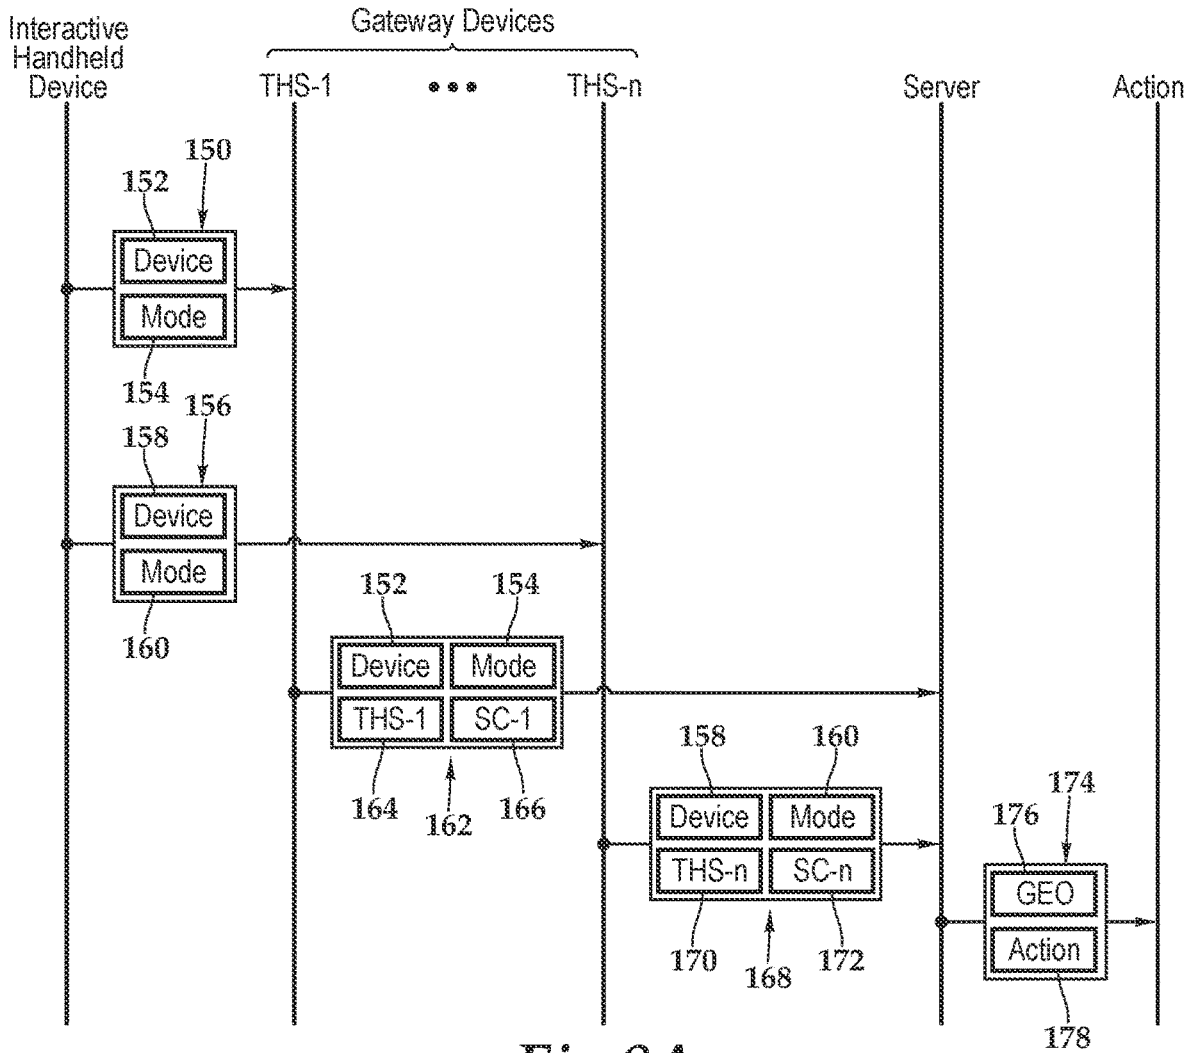 Interactive
Handheld
Device
Gateway Devices
THS-1
THS-n
Server
Action
150
152
Device
Mode
154
156
158
Device
Mode
160
152
154
Device
Mode
THS-1
SC-1
164
162
166
158
160
Device
Mode
THS-n
SC-n
170
168
172
174
176
GEO
Action
178